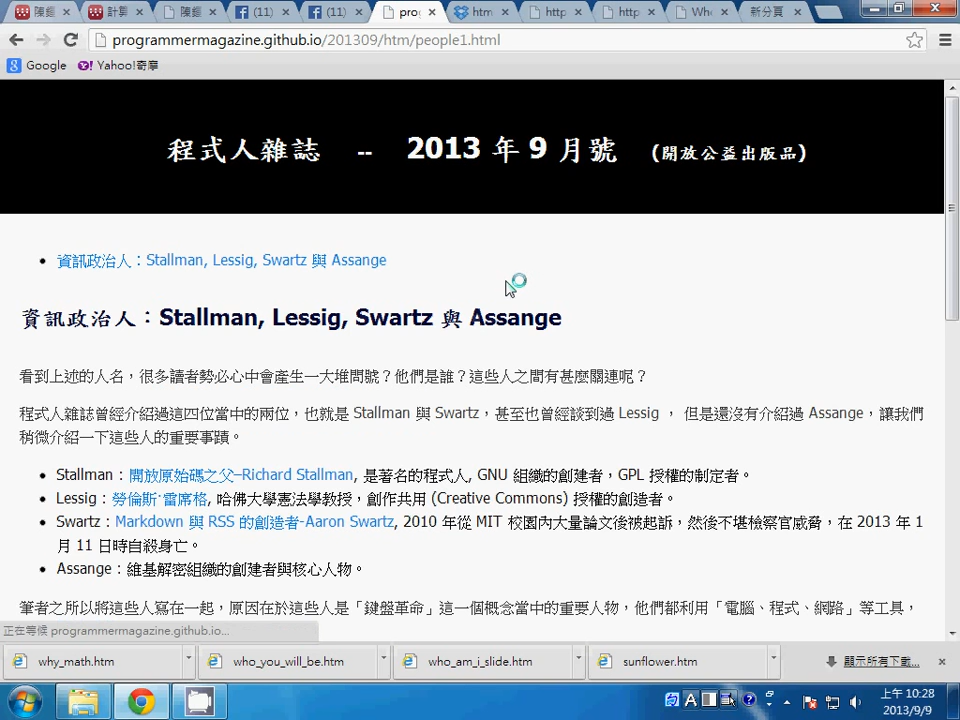 陳鍾
計算
陳鍾
(11)
(11)
pro
htm
http
http
Who
新分頁
programmermagazine.github.io/201309/htm/people1.html
Google Yahoo!奇摩
程式人雜誌 -- 2013 年 9 月號 (開放公益出版品)
資訊政治人：Stallman, Lessig, Swartz 與 Assange
資訊政治人：Stallman, Lessig, Swartz 與 Assange
看到上述的人名，很多讀者勢必心中會產生一大堆問號？他們是誰？這些人之間有甚麼關連呢？
程式人雜誌曾經介紹過這四位當中的兩位，也就是 Stallman 與 Swartz，甚至也曾經談到過 Lessig ， 但是還沒有介紹過 Assange，讓我們
稍微介紹一下這些人的重要事蹟。
Stallman：開放原始碼之父–Richard Stallman, 是著名的程式人, GNU 組織的創建者，GPL 授權的制定者。
Lessig：勞倫斯·雷席格, 哈佛大學憲法學教授，創作共用 (Creative Commons) 授權的創造者。
Swartz：Markdown 與 RSS 的創造者-Aaron Swartz, 2010 年從 MIT 校園內大量論文後被起訴，然後不堪檢察官威脅，在 2013 年 1
月 11 日時自殺身亡。
Assange：維基解密組織的創建者與核心人物。
筆者之所以將這些人寫在一起，原因在於這些人是「鍵盤革命」這一個概念當中的重要人物，他們都利用「電腦、程式、網路」等工具，
正在等候 programmermagazine.github.io...
why_math.htm who_you_will_be.htm who_am_i_slide.htm sunflower.htm 顯示所有下載...
上午 10:28
2013/9/9